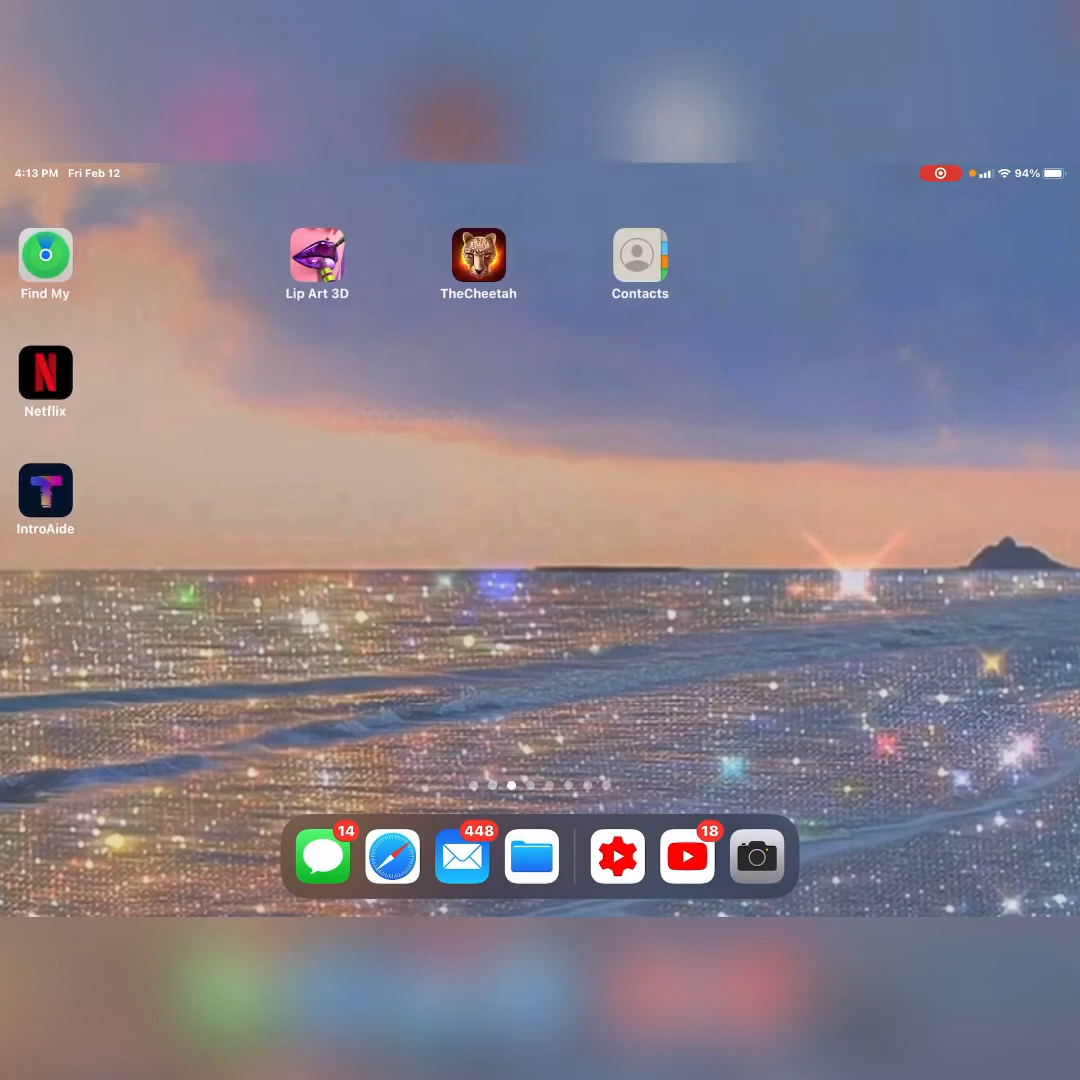 4:13 PM Fri Feb 12
94%
Find My
Lip Art 3D
TheCheetah
Contacts
Netflix
IntroAide
14
448
18